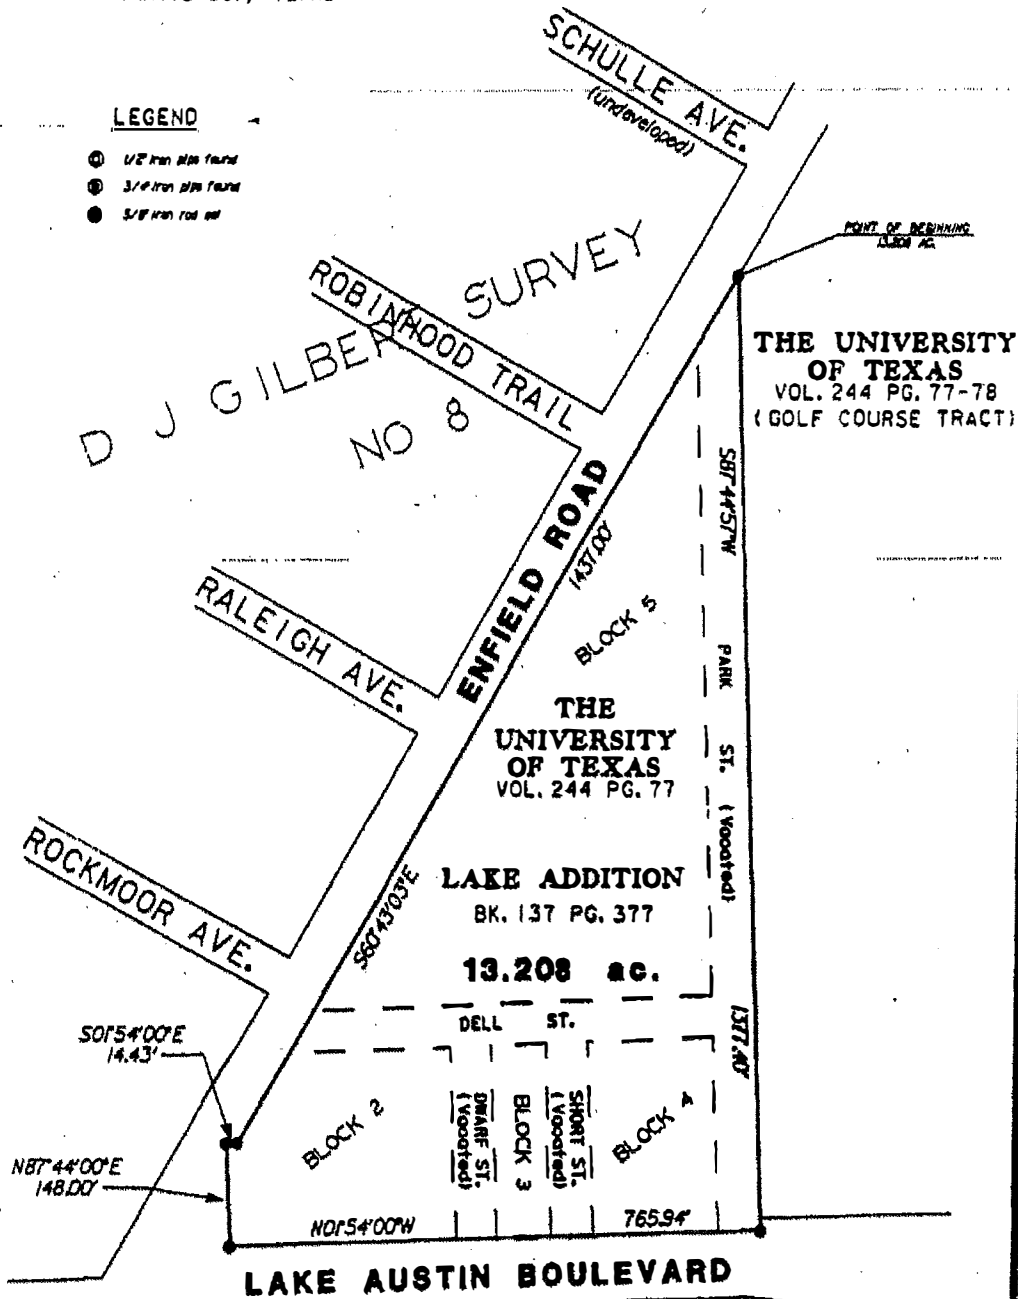 SCHULLE AVE.
(undeveloped)
LEGEND
1/2" iron pipe found
3/4" iron pipe found
5/8" iron rod set
POINT OF BEGINNING
13.208 AC.
D J GILBERT SURVEY
NO 8
ROBINHOOD TRAIL
THE UNIVERSITY
OF TEXAS
VOL. 244 PG. 77-78
(GOLF COURSE TRACT)
S87°44'57"W
ENFIELD ROAD
1437.00'
RALEIGH AVE.
BLOCK 5
PARK ST. (Vacated)
THE
UNIVERSITY
OF TEXAS
VOL. 244 PG. 77
ROCKMOOR AVE.
S60°43'03"E
LAKE ADDITION
BK. 137 PG. 377
13.208 ac.
DELL ST.
1377.40'
S01°54'00"E
14.43'
BLOCK 2
DWARF ST.
(Vacated)
BLOCK 3
SHORT ST.
(Vacated)
BLOCK 4
N87°44'00"E
148.00'
N01°54'00"W
765.94'
LAKE AUSTIN BOULEVARD